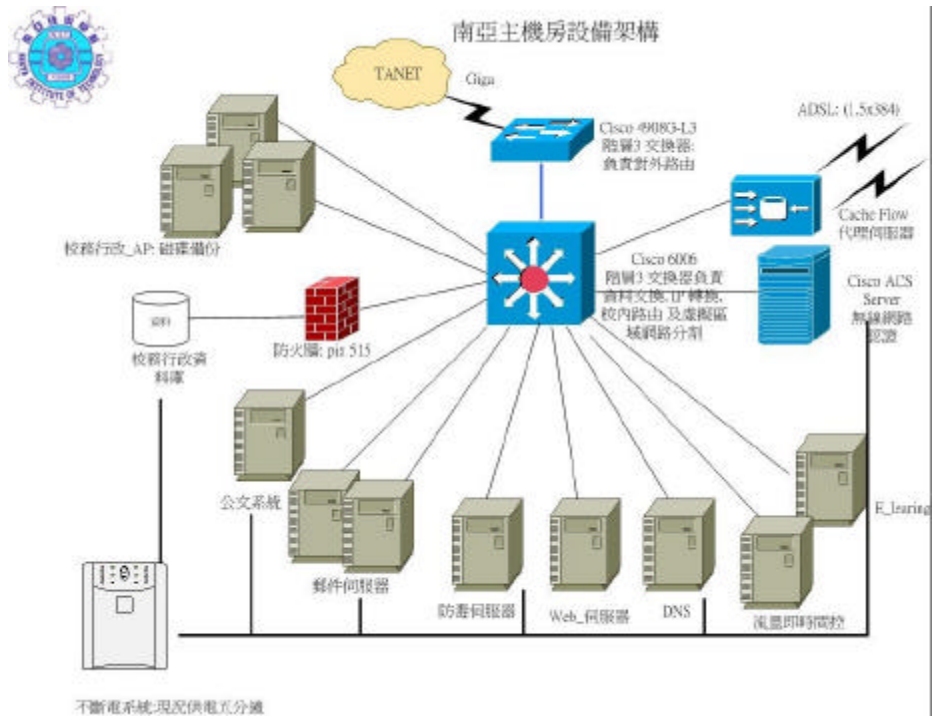 南亞主機房設備架構
TANET
Giga
Cisco 4908G-L3
階層3 交換器:
負責對外路由
ADSL: (1.5x384)
Cache Flow
代理伺服器
校務行政_AP: 磁碟備份
Cisco 6006
階層3 交換器負責
資料交換, IP 轉換,
校內路由 及虛擬區
域網路分割
Cisco ACS
Server
無線網路
認證
資料
校務行政資
料庫
防火牆: pix 515
公文系統
郵件伺服器
防毒伺服器
Web_伺服器
DNS
流量即時間控
E_learing
不斷電系統:現況供電五分鐘